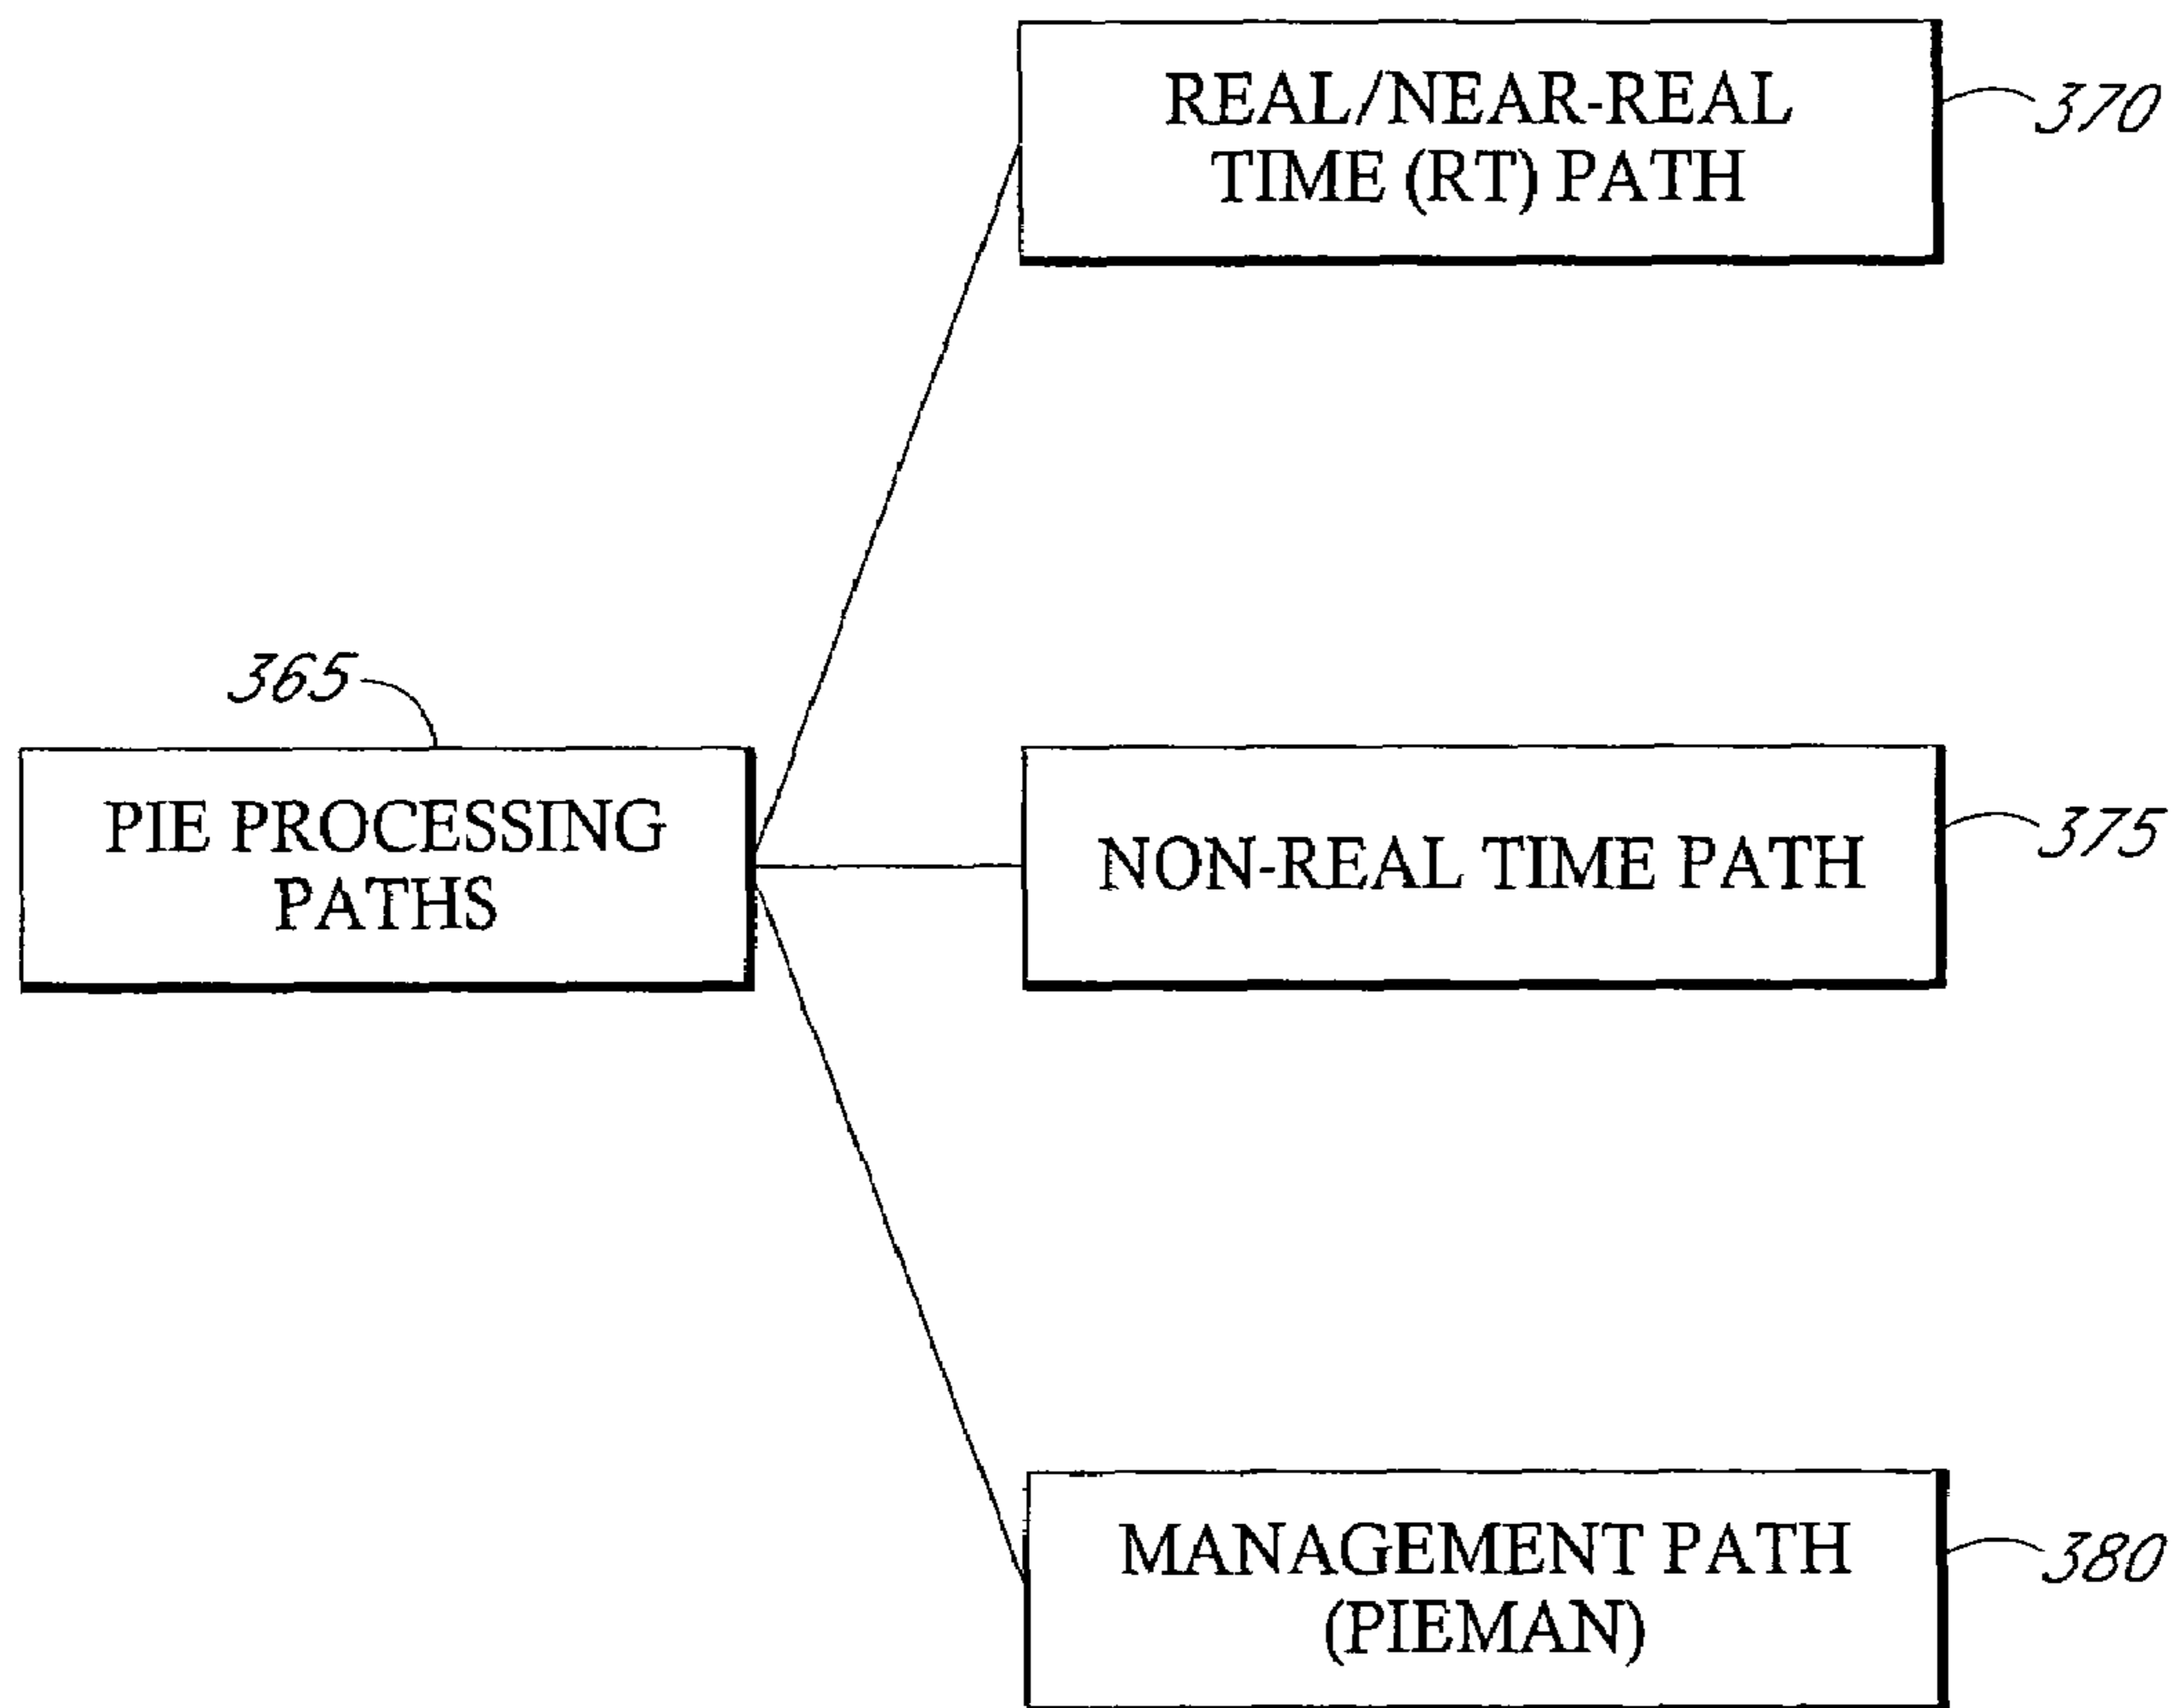 REAL/NEAR-REAL
TIME (RT) PATH
370
365
PIE PROCESSING
PATHS
NON-REAL TIME PATH
375
MANAGEMENT PATH
(PIEMAN)
380